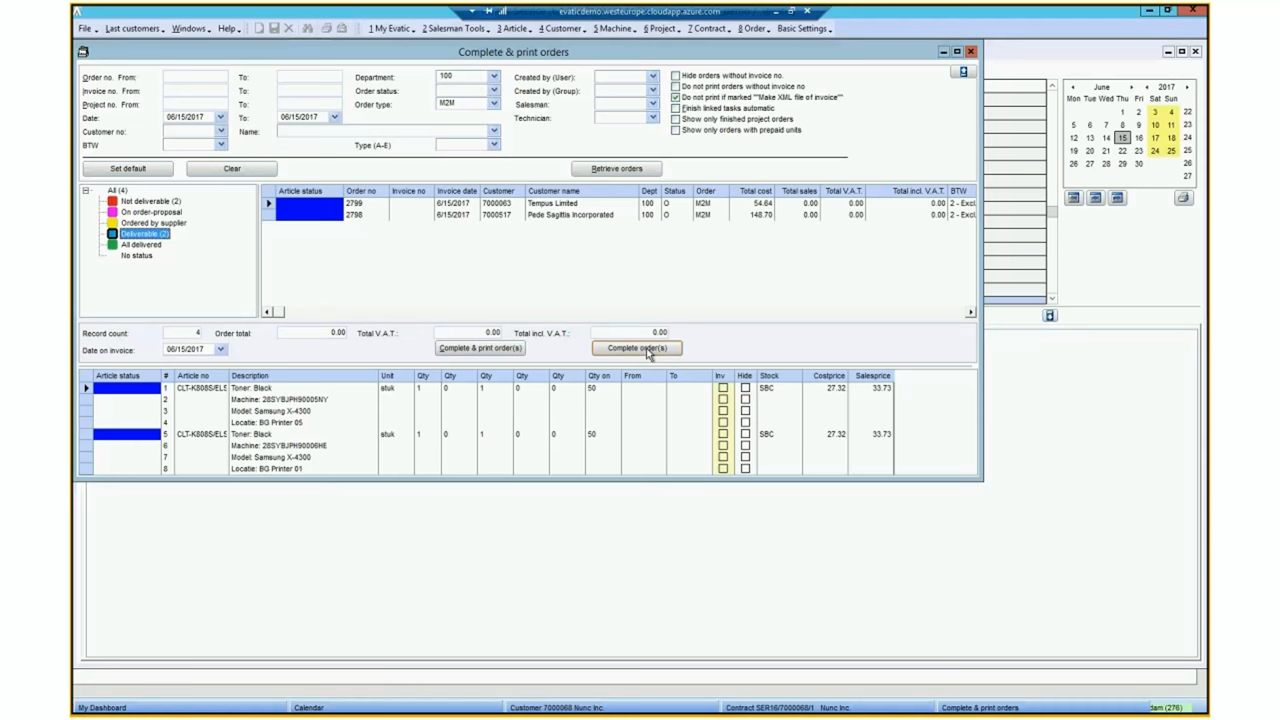 evaticdemo.westeurope.cloudapp.azure.com
File Last customers Windows Help 1 My Evatic 2 Salesman Tools 3 Article 4 Customer 5 Machine 6 Project 7 Contract 8 Order Basic Settings
Complete & print orders
Order no. From: To: Department: 100 Created by (User): Hide orders without invoice no.
Invoice no. From: To: Order status: Created by (Group): Do not print orders without invoice no
Project no. From: To: Order type: M2M Salesman: Do not print if marked ""Make XML file of invoice""
Date: 06/15/2017 To: 06/15/2017 Technician: Finish linked tasks automatic
Show only finished project orders
Customer no: Name: Show only orders with prepaid units
BTW Type (A-E)
Set default Clear Retrieve orders
June 2017
Mon Tue Wed Thu Fri Sat Sun
1 2 3 4 22
5 6 7 8 9 10 11 23
12 13 14 15 16 17 18 24
19 20 21 22 23 24 25 25
26 27 28 29 30 26
27
All (4)
Not deliverable (2)
On order-proposal
Ordered by supplier
Deliverable (2)
All delivered
No status
Article status Order no Invoice no Invoice date Customer Customer name Dept Status Order Total cost Total sales Total V.A.T. Total incl. V.A.T. BTW
2799 6/15/2017 7000063 Tempus Limited 100 O M2M 54.64 0.00 0.00 0.00 2 - Excl.
2798 6/15/2017 7000517 Pede Sagittis Incorporated 100 O M2M 148.70 0.00 0.00 0.00 2 - Excl.
Record count: 4 Order total: 0.00 Total V.A.T.: 0.00 Total incl. V.A.T.: 0.00
Date on invoice: 06/15/2017 Complete & print order(s) Complete order(s)
Article status # Article no Description Unit Qty Qty Qty Qty Qty Qty on From To Inv Hide Stock Costprice Salesprice
1 CLT-K808S/ELS Toner: Black stuk 1 0 1 0 0 50 SBC 27.32 33.73
2 Machine: 28SYBJPH90005NY
3 Model: Samsung X-4300
4 Locatie: BG Printer 05
5 CLT-K808S/ELS Toner: Black stuk 1 0 1 0 0 50 SBC 27.32 33.73
6 Machine: 28SYBJPH90006HE
7 Model: Samsung X-4300
8 Locatie: BG Printer 01
My Dashboard Calendar Customer 7000068 Nunc Inc. Contract SER16/7000068/1 Nunc Inc. Complete & print orders dam (276)